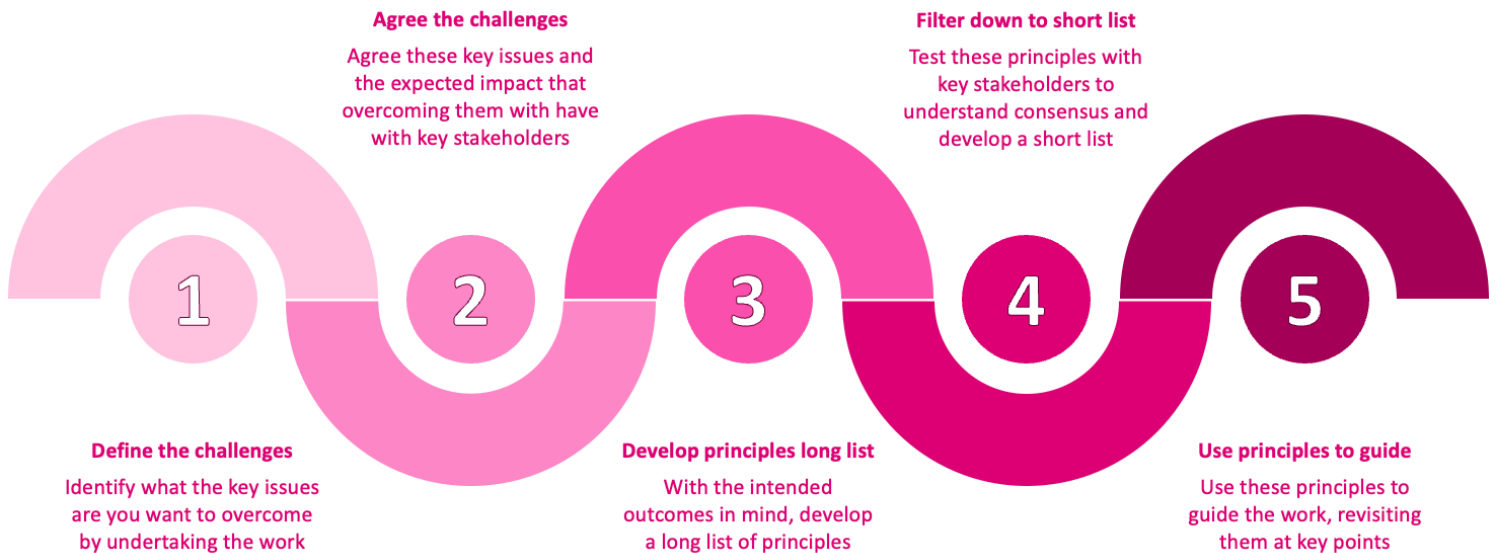 Agree the challenges
Agree these key issues and
the expected impact that
overcoming them with have
with key stakeholders
Filter down to short list
Test these principles with
key stakeholders to
understand consensus and
develop a short list
1
2
3
4
5
Define the challenges
Identify what the key issues
are you want to overcome
by undertaking the work
Develop principles long list
With the intended
outcomes in mind, develop
a long list of principles
Use principles to guide
Use these principles to
guide the work, revisiting
them at key points